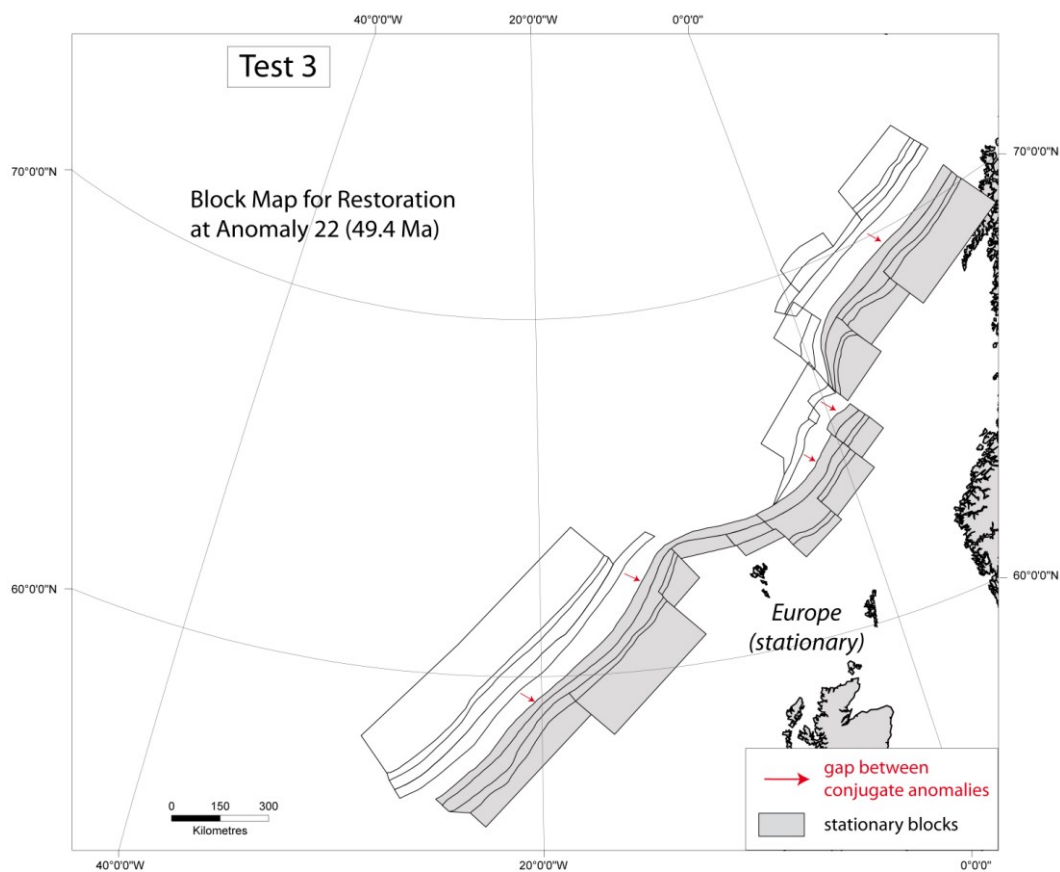 40°0'0"W
20°0'0"W
0°0'0"
Test 3
70°0'0"N
70°0'0"N
Block Map for Restoration
at Anomaly 22 (49.4 Ma)
60°0'0"N
60°0'0"N
Europe
(stationary)
gap between
conjugate anomalies
stationary blocks
0 150 300
Kilometres
40°0'0"W
20°0'0"W
0°0'0"